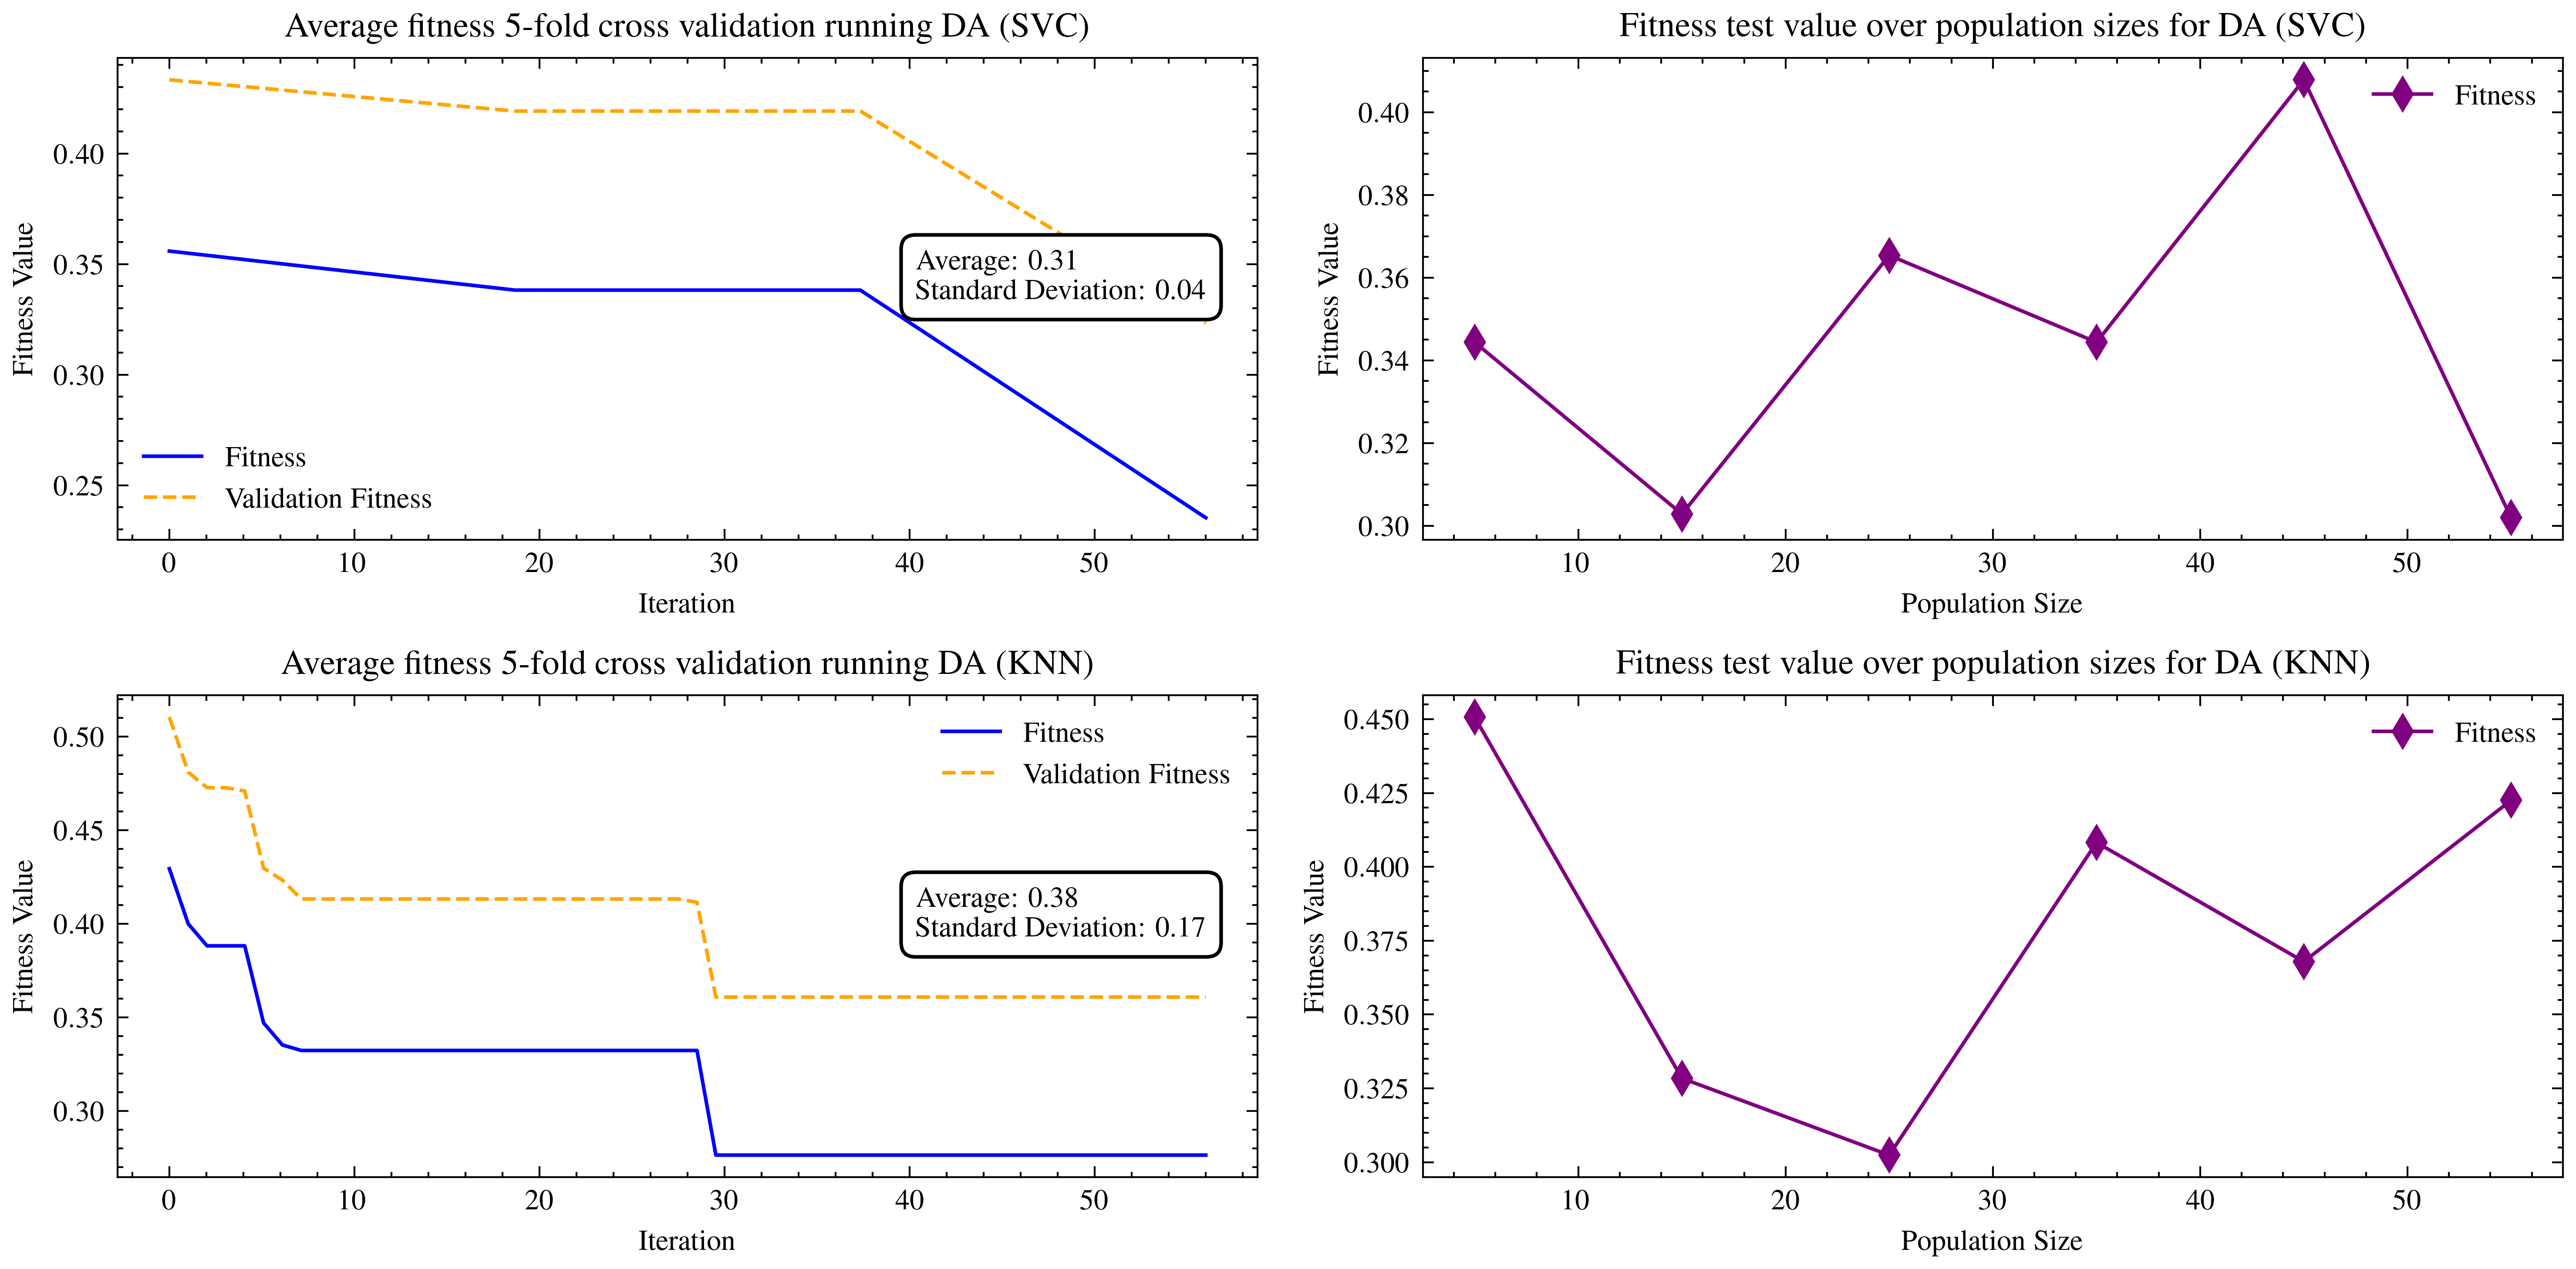 Average fitness 5-fold cross validation running DA (SVC)
Fitness Value
0.40
0.35
0.30
0.25
Average: 0.31
Standard Deviation: 0.04
Fitness
Validation Fitness
0 10 20 30 40 50
Iteration
Fitness test value over population sizes for DA (SVC)
Fitness Value
0.40
0.38
0.36
0.34
0.32
0.30
Fitness
10 20 30 40 50
Population Size
Average fitness 5-fold cross validation running DA (KNN)
Fitness Value
0.50
0.45
0.40
0.35
0.30
Fitness
Validation Fitness
Average: 0.38
Standard Deviation: 0.17
0 10 20 30 40 50
Iteration
Fitness test value over population sizes for DA (KNN)
Fitness Value
0.450
0.425
0.400
0.375
0.350
0.325
0.300
Fitness
10 20 30 40 50
Population Size